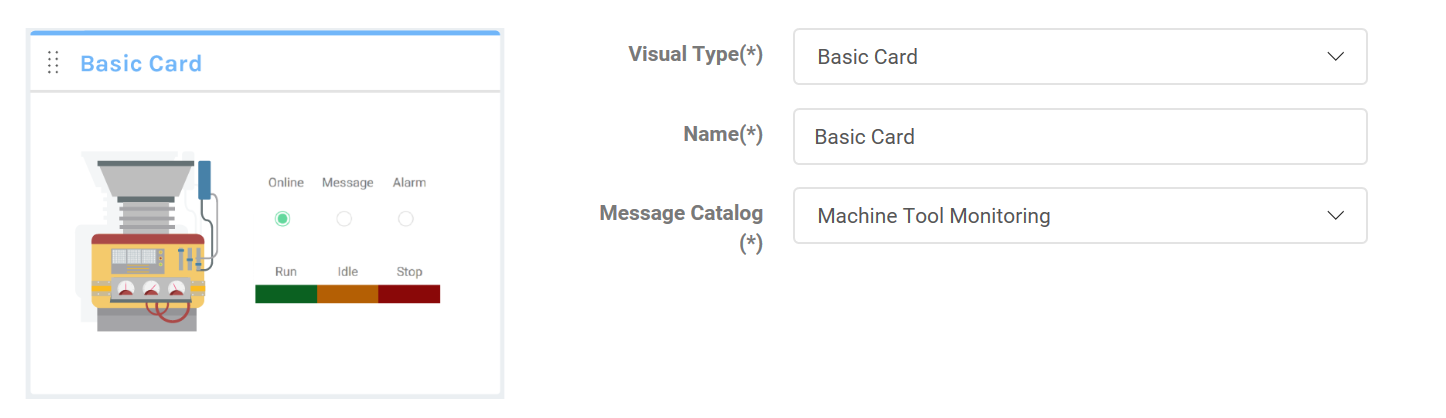 Basic Card
Online Message Alarm
Run Idle Stop
Visual Type(*)
Basic Card
Name(*)
Basic Card
Message Catalog
(*)
Machine Tool Monitoring